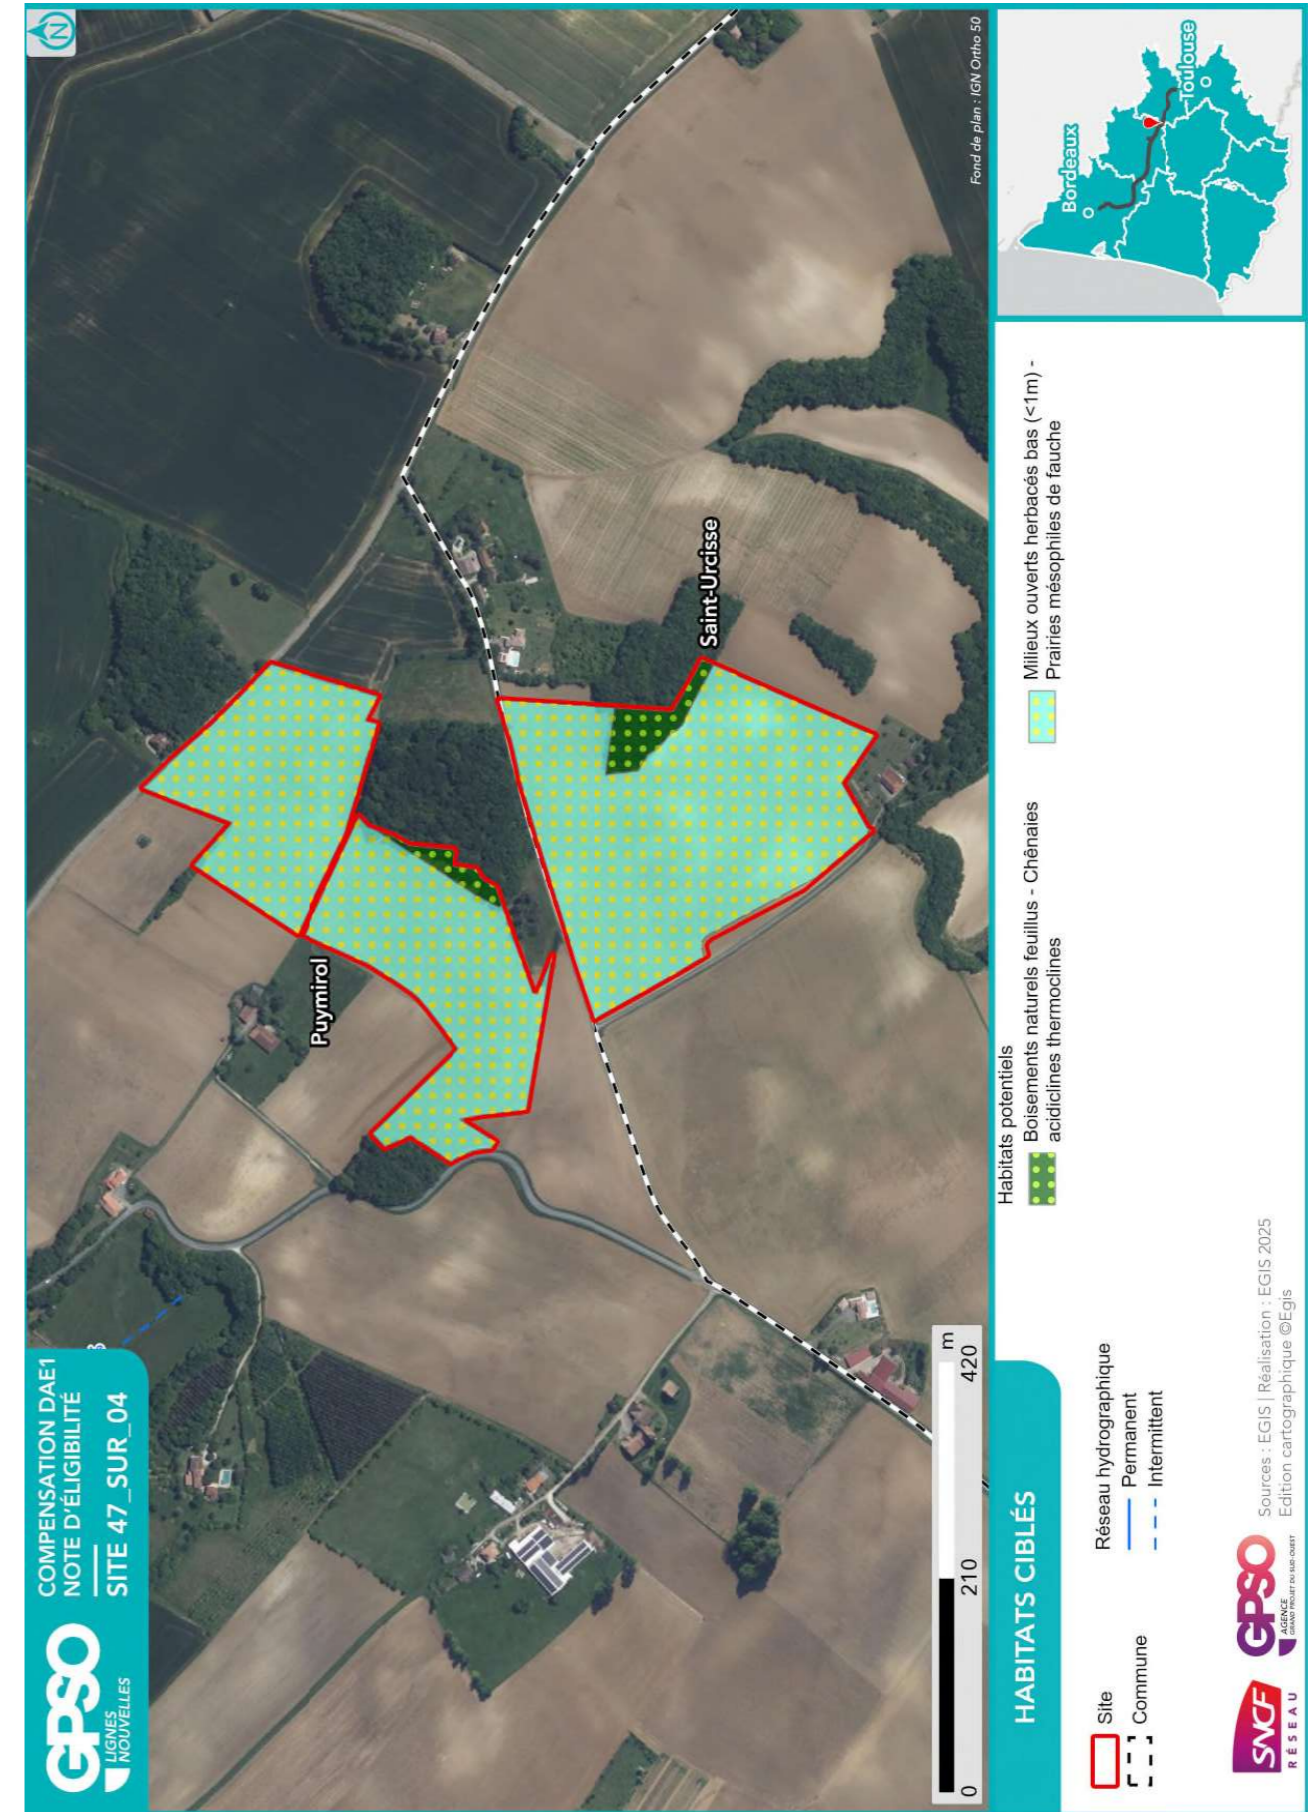 GPSO
LIGNES
NOUVELLES
COMPENSATION DAE1
NOTE D'ÉLIGIBILITÉ
SITE 47_SUR_04
N
Puymirol
Saint-Urcisse
0 210 420 m
Fond de plan : IGN Ortho 50
HABITATS CIBLÉS
Site
Commune
Réseau hydrographique
Permanent
Intermittent
Habitats potentiels
Boisements naturels feuillus - Chênaies
acidiclines thermoclines
Milieux ouverts herbacés bas (<1m) -
Prairies mésophiles de fauche
Bordeaux
Toulouse
SNCF
RÉSEAU
GPSO
AGENCE
GRAND PROJET DU SUD-OUEST
Sources : EGIS | Réalisation : EGIS 2025
Edition cartographique ©Egis